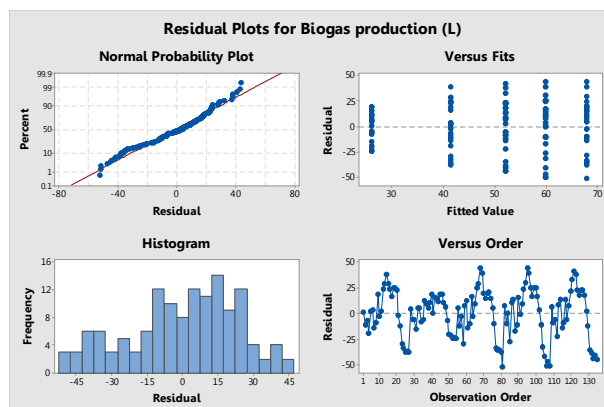 Residual Plots for Biogas production (L)
Normal Probability Plot
99.9
99
90
50
10
1
0.1
Percent
-80 -40 0 40 80
Residual
Versus Fits
50
25
0
-25
-50
Residual
30 40 50 60 70
Fitted Value
Histogram
16
12
8
4
0
Frequency
-45 -30 -15 0 15 30 45
Residual
Versus Order
50
25
0
-25
-50
Residual
1 10 20 30 40 50 60 70 80 90 100 110 120 130
Observation Order